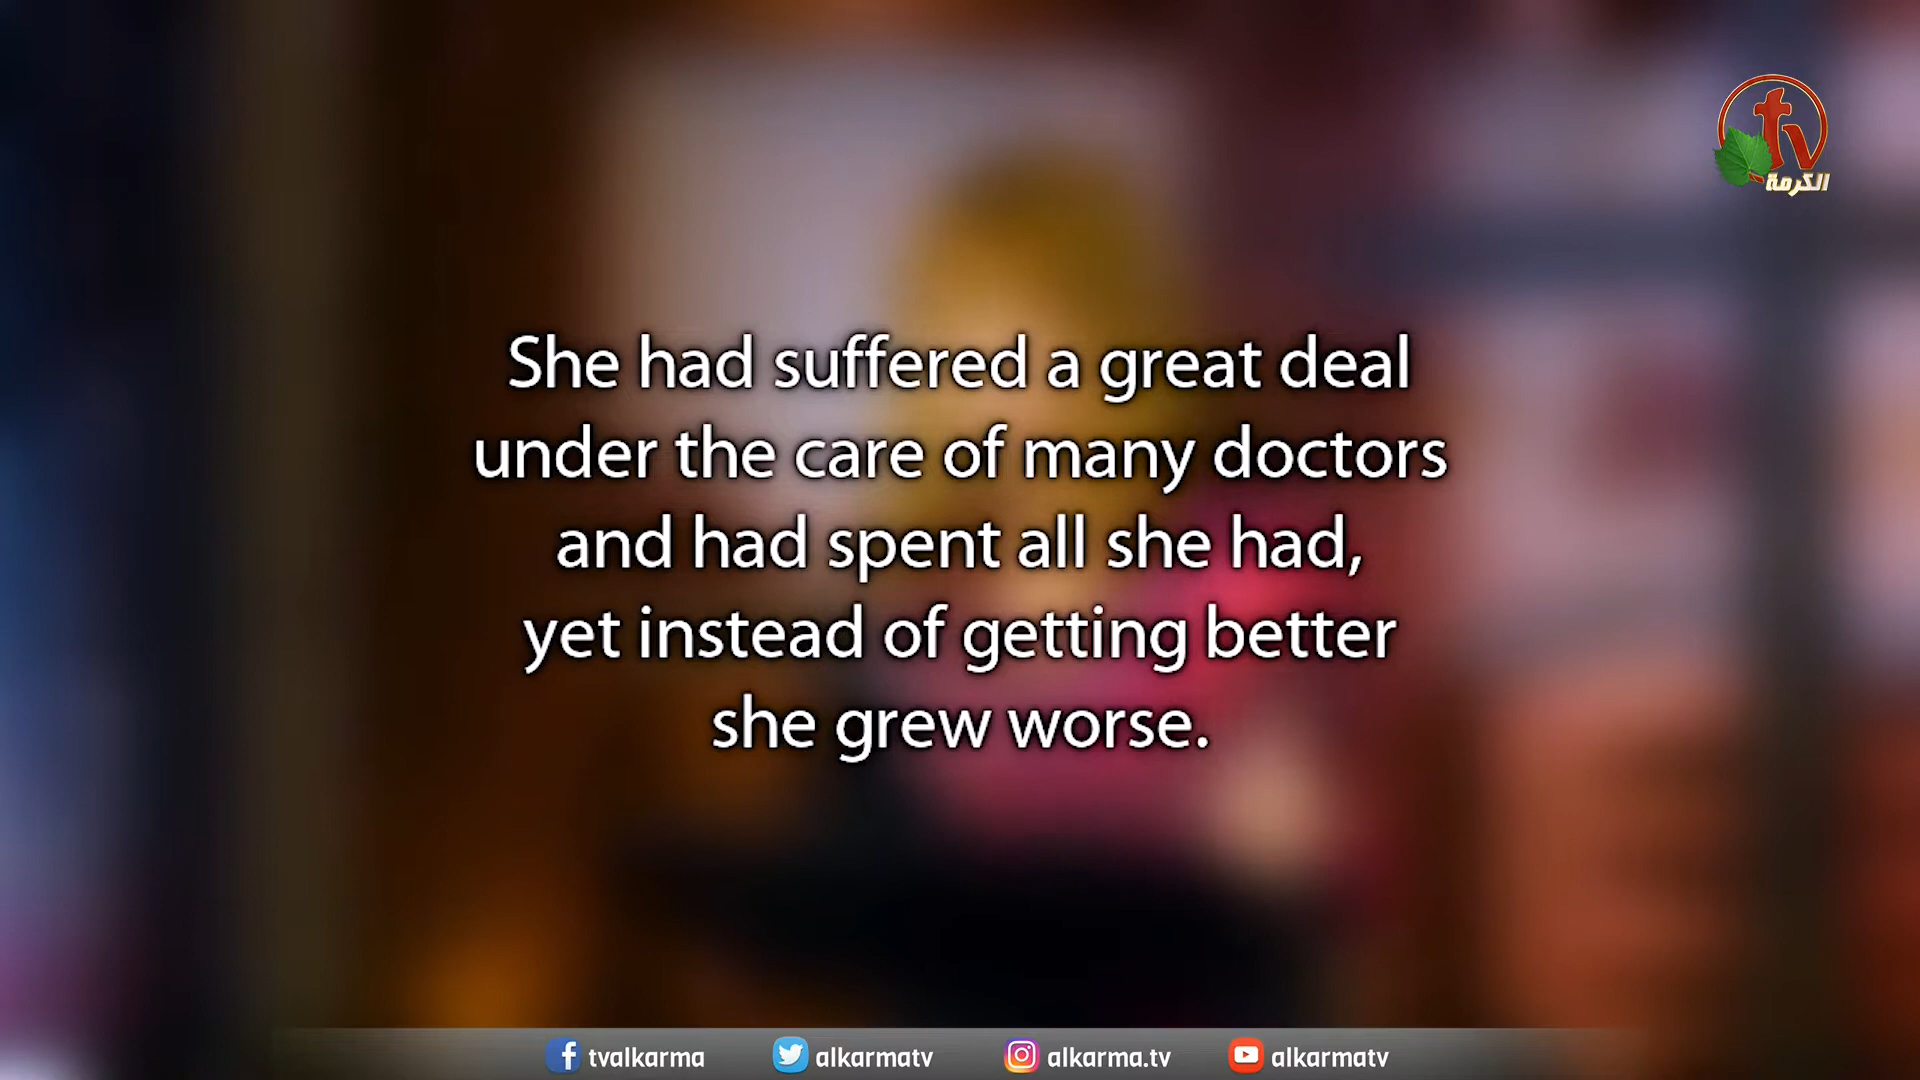 tv
الكرمة
She had suffered a great deal
under the care of many doctors
and had spent all she had,
yet instead of getting better
she grew worse.
tvalkarma
alkarmatv
alkarma.tv
alkarmatv